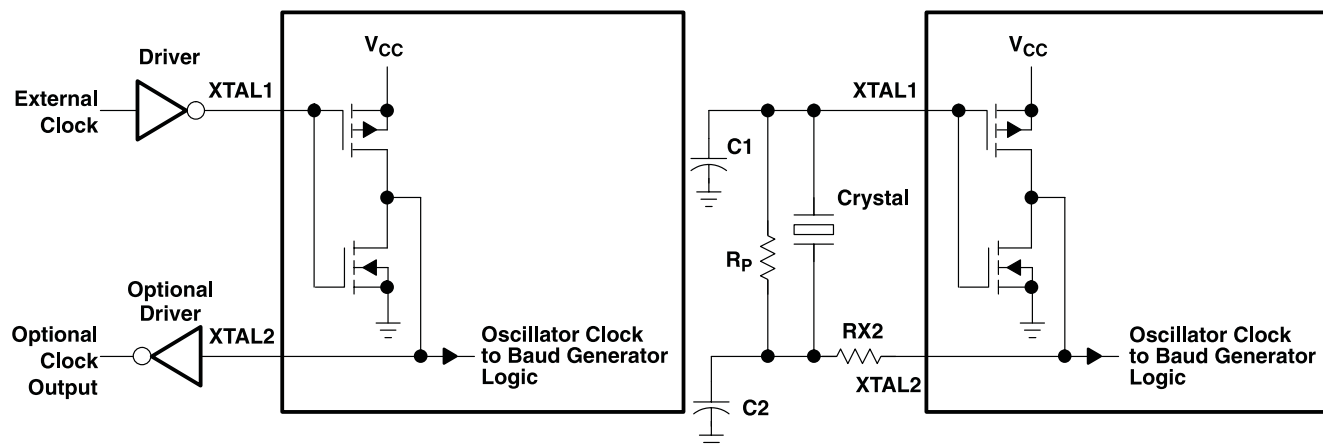 Driver
External
Clock
XTAL1
VCC
Optional
Driver
Optional
Clock
Output
XTAL2
Oscillator Clock
to Baud Generator
Logic
C1
RP
Crystal
C2
RX2
XTAL1
XTAL2
VCC
Oscillator Clock
to Baud Generator
Logic